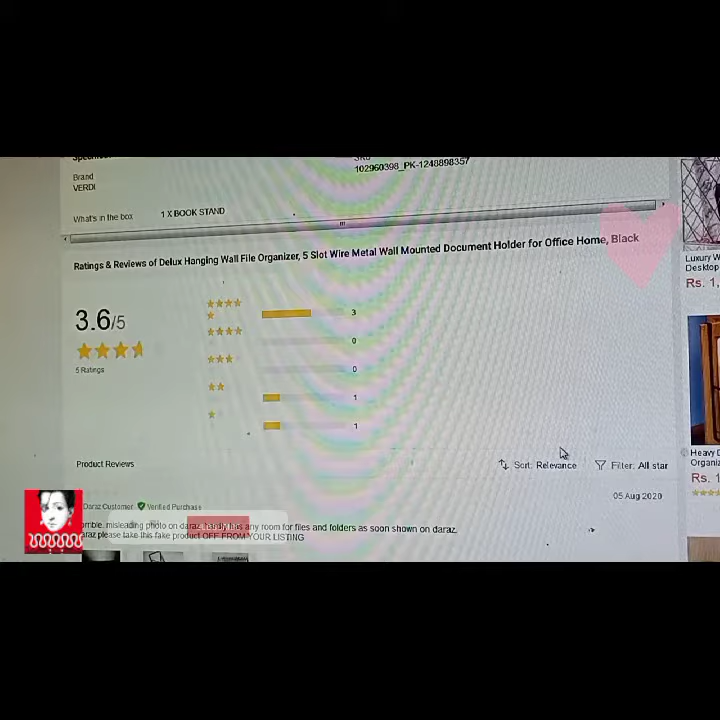 Brand
VERDI
SKU
102960398_PK-1248898357
What's in the box 1 X BOOK STAND
Ratings & Reviews of Delux Hanging Wall File Organizer, 5 Slot Wire Metal Wall Mounted Document Holder for Office Home, Black
3.6/5
5 Ratings
3
0
0
1
1
Product Reviews
Sort: Relevance
Filter: All star
05 Aug 2020
Daraz Customer Verified Purchase
misleading photo on daraz, hardly has any room for files and folders as soon shown on daraz.
please take this fake product OFF FROM YOUR LISTING
Luxury W
Desktop
Rs. 1,
Heavy D
Organiz
Rs. 1